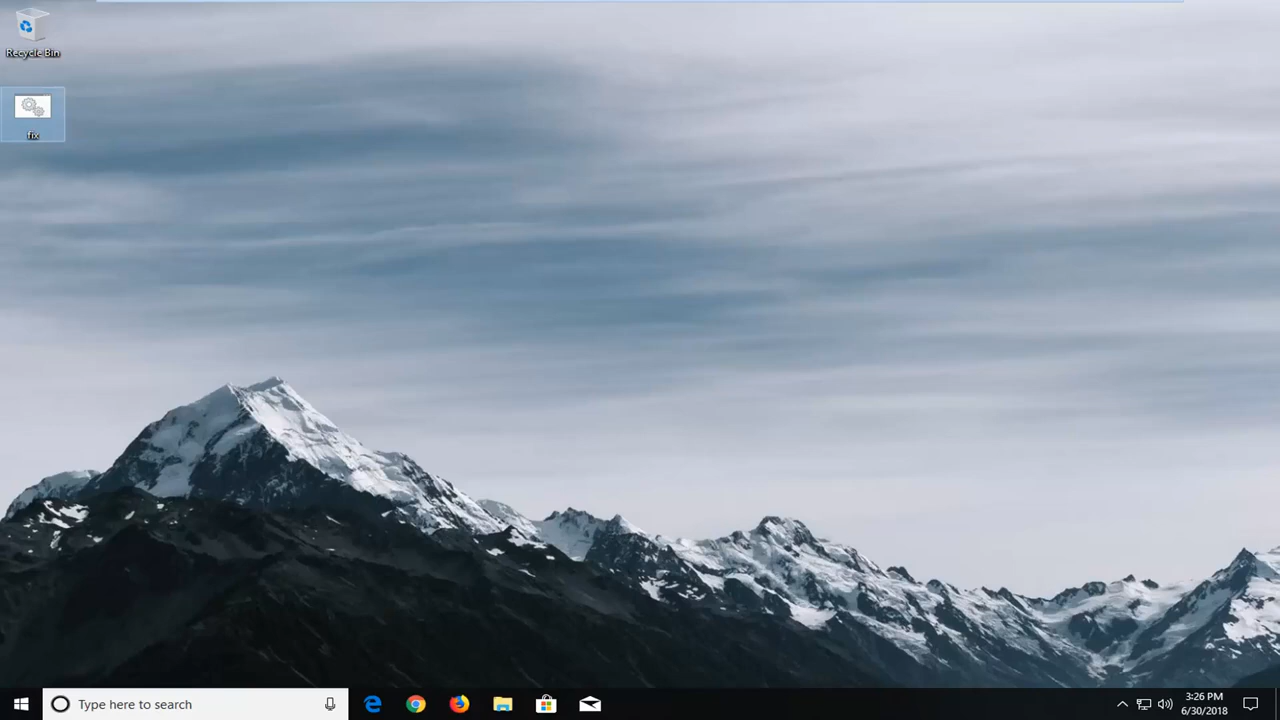 Recycle Bin
fix
Type here to search
3:26 PM
6/30/2018